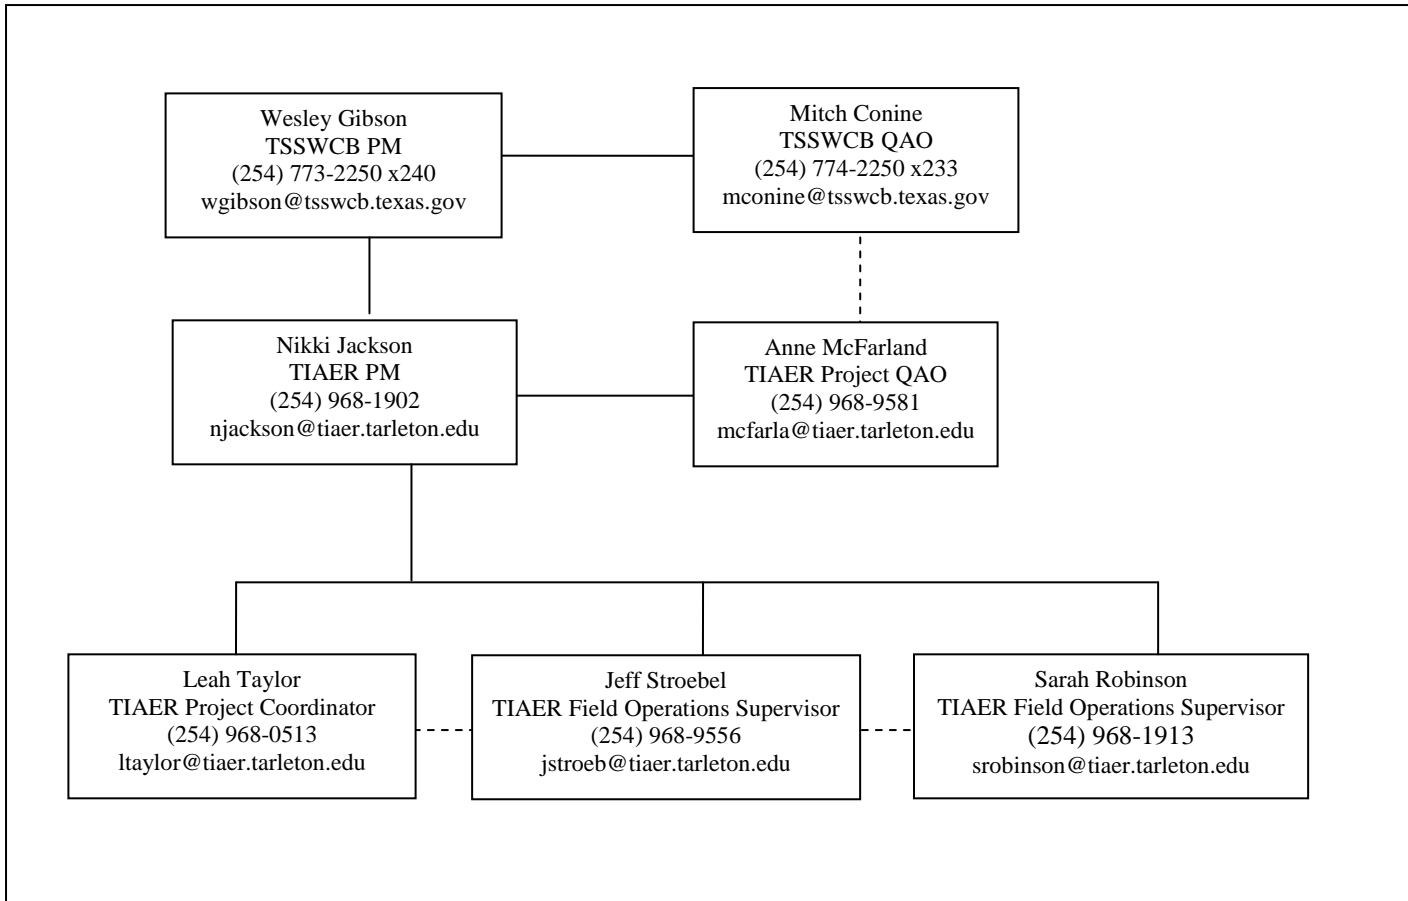 Wesley Gibson
TSSWCB PM
(254) 773-2250 x240
wgibson@tsswcb.texas.gov
Mitch Conine
TSSWCB QAO
(254) 774-2250 x233
mconine@tsswcb.texas.gov
Nikki Jackson
TIAER PM
(254) 968-1902
njackson@tiaer.tarleton.edu
Anne McFarland
TIAER Project QAO
(254) 968-9581
mcfarla@tiaer.tarleton.edu
Leah Taylor
TIAER Project Coordinator
(254) 968-0513
ltaylor@tiaer.tarleton.edu
Jeff Stroebel
TIAER Field Operations Supervisor
(254) 968-9556
jstroeb@tiaer.tarleton.edu
Sarah Robinson
TIAER Field Operations Supervisor
(254) 968-1913
srobinson@tiaer.tarleton.edu